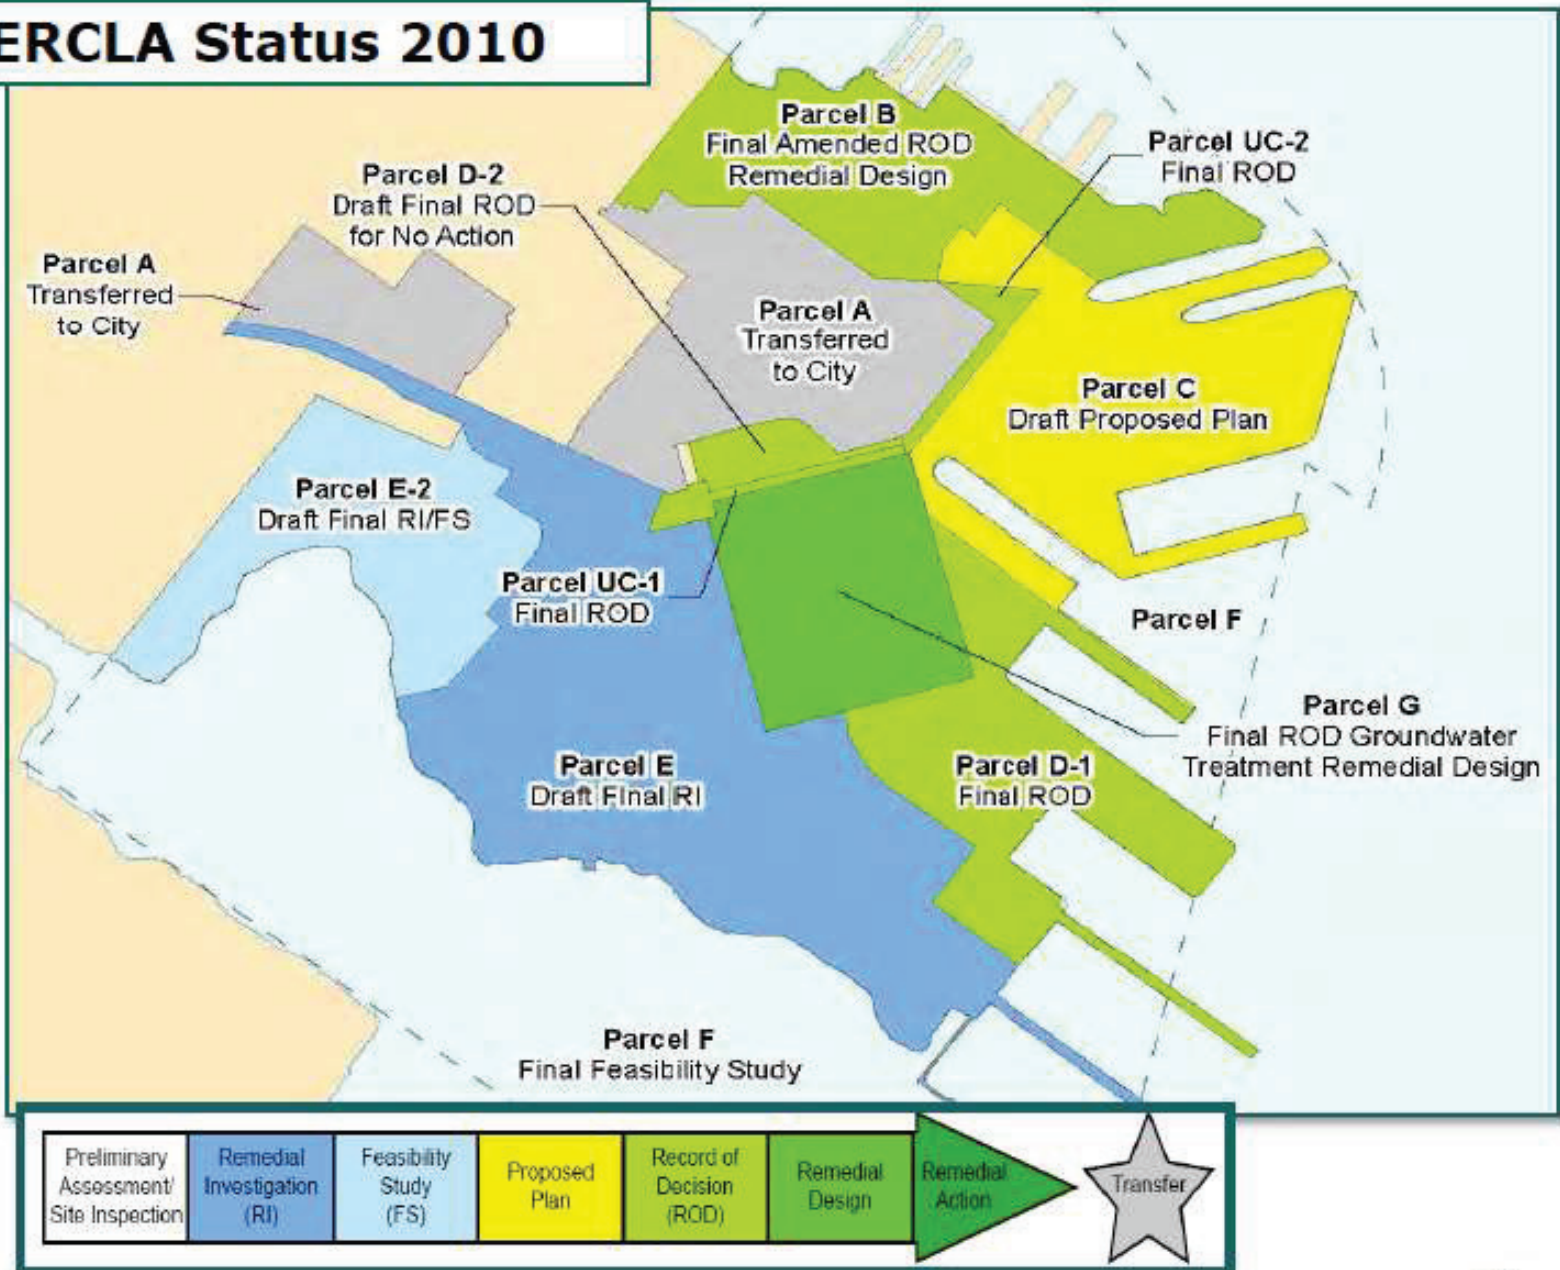 ERCLA Status 2010
Parcel B
Final Amended ROD
Remedial Design
Parcel UC-2
Final ROD
Parcel D-2
Draft Final ROD
for No Action
Parcel A
Transferred
to City
Parcel A
Transferred
to City
Parcel C
Draft Proposed Plan
Parcel E-2
Draft Final RI/FS
Parcel UC-1
Final ROD
Parcel F
Parcel G
Final ROD Groundwater
Treatment Remedial Design
Parcel E
Draft FInal RI
Parcel D-1
Final ROD
Parcel F
Final Feasibility Study
Preliminary
Assessment/
Site Inspection
Remedial
Investigation
(RI)
Feasibility
Study
(FS)
Proposed
Plan
Record of
Decision
(ROD)
Remedial
Design
Remedial
Action
Transfer